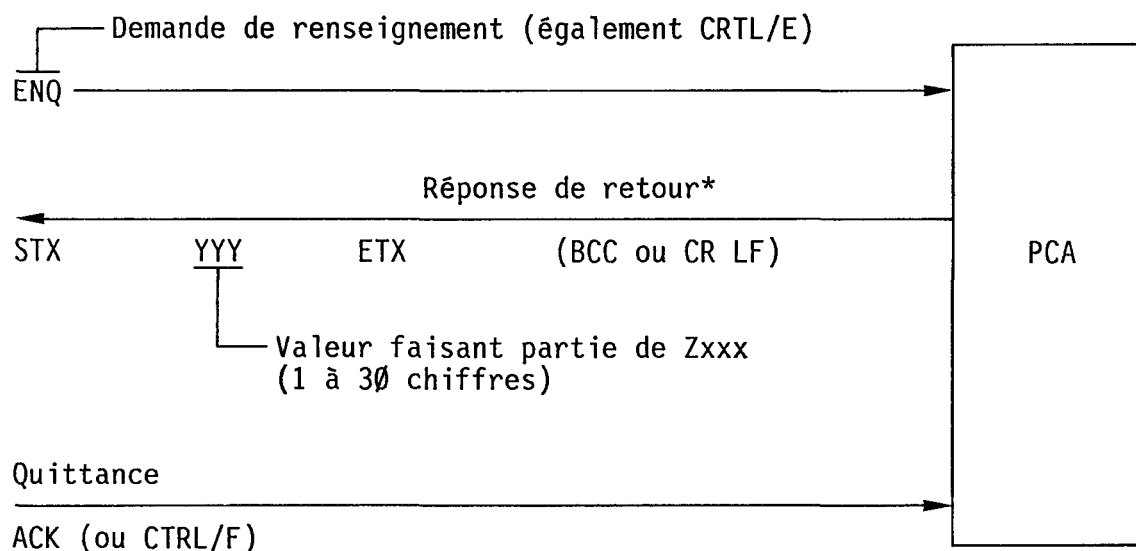 Demande de renseignement (également CRTL/E)
ENQ
Réponse de retour*
STX YYY ETX (BCC ou CR LF) PCA
Valeur faisant partie de Zxxx
(1 à 3Ø chiffres)
Quittance
ACK (ou CTRL/F)